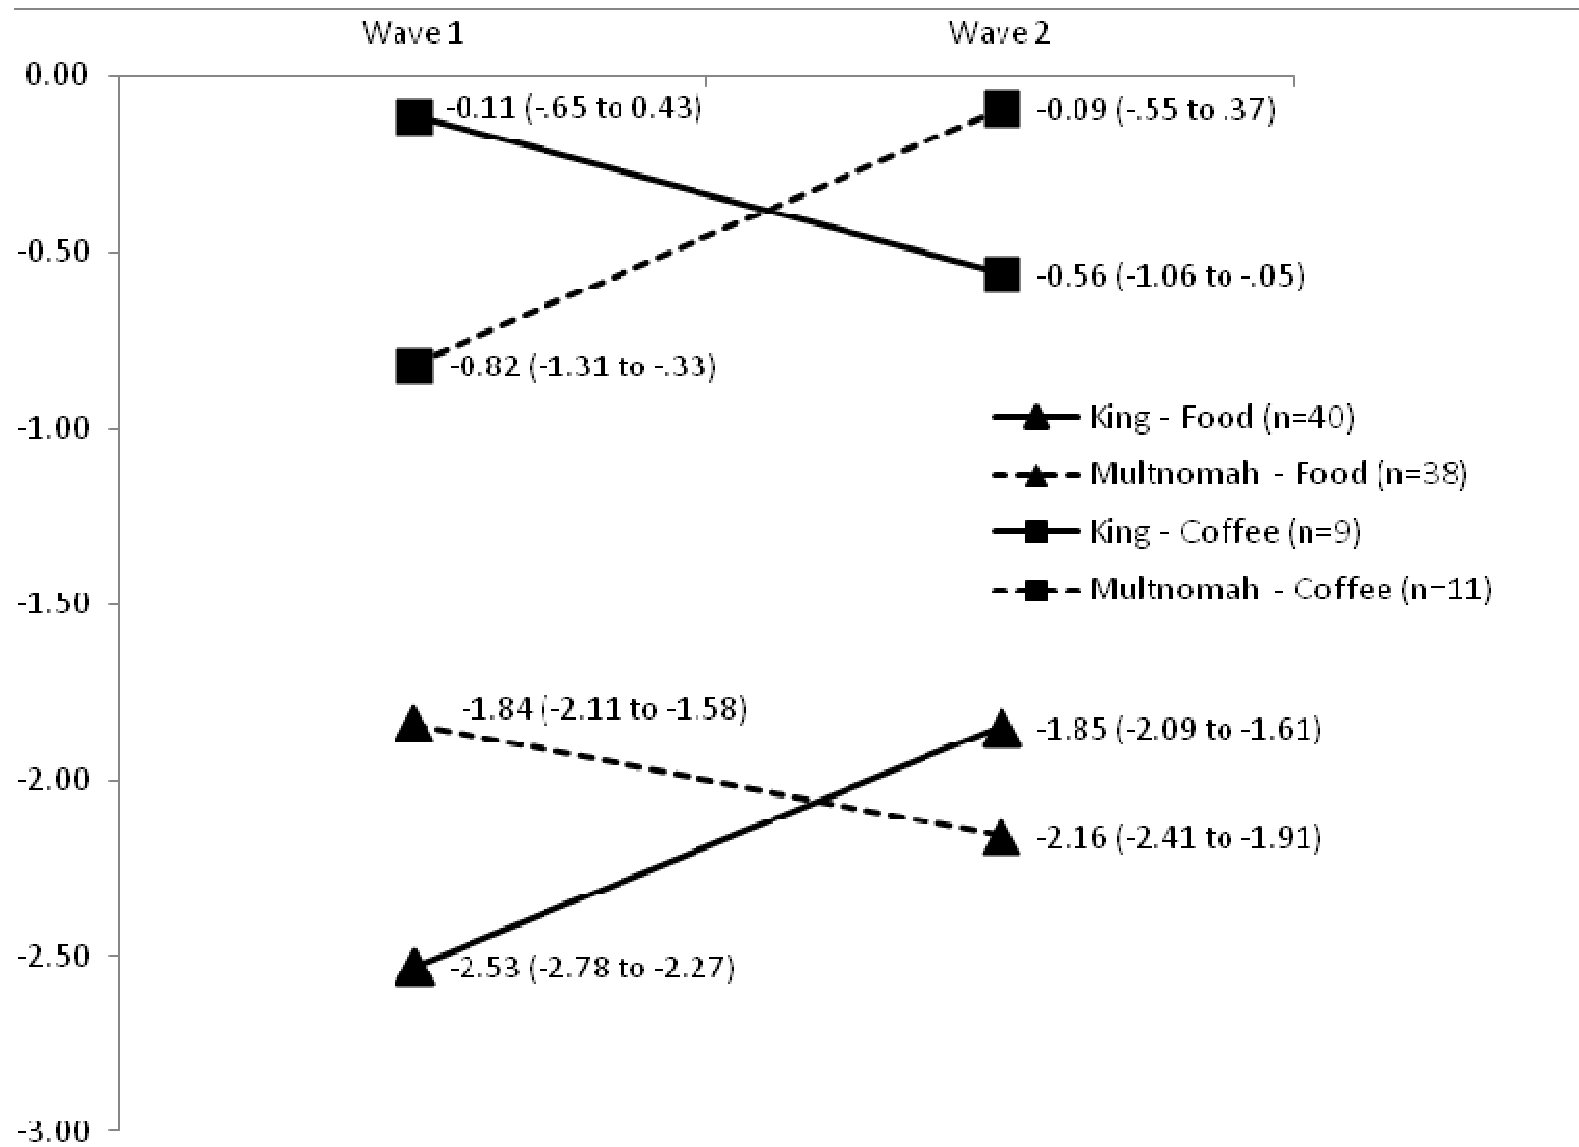 Wave 1
Wave 2
0.00
-0.11 (-.65 to 0.43)
-0.09 (-.55 to .37)
-0.50
-0.56 (-1.06 to -.05)
-0.82 (-1.31 to -.33)
-1.00
King - Food (n=40)
Multnomah - Food (n=38)
King - Coffee (n=9)
Multnomah - Coffee (n=11)
-1.50
-1.84 (-2.11 to -1.58)
-1.85 (-2.09 to -1.61)
-2.00
-2.16 (-2.41 to -1.91)
-2.50
-2.53 (-2.78 to -2.27)
-3.00